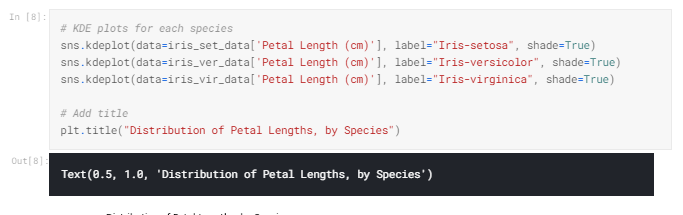 In [8]:
# KDE plots for each species
sns.kdeplot(data=iris_set_data['Petal Length (cm)'], label="Iris-setosa", shade=True)
sns.kdeplot(data=iris_ver_data['Petal Length (cm)'], label="Iris-versicolor", shade=True)
sns.kdeplot(data=iris_vir_data['Petal Length (cm)'], label="Iris-virginica", shade=True)
# Add title
plt.title("Distribution of Petal Lengths, by Species")
Out[8]:
Text(0.5, 1.0, 'Distribution of Petal Lengths, by Species')